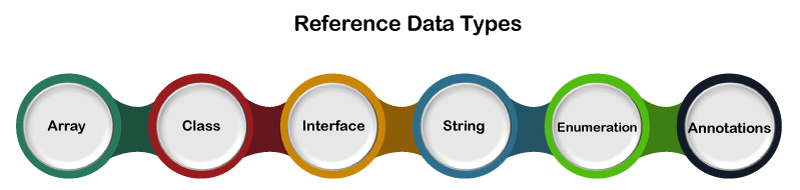 Reference Data Types
Array
Class
Interface
String
Enumeration
Annotations